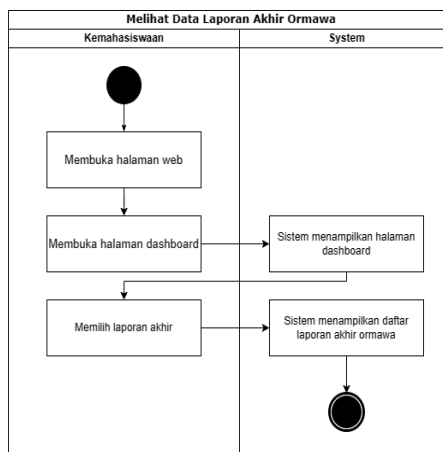 Melihat Data Laporan Akhir Ormawa
Kemahasiswaan
System
Membuka halaman web
Membuka halaman dashboard
Sistem menampilkan halaman
dashboard
Memilih laporan akhir
Sistem menampilkan daftar
laporan akhir ormawa